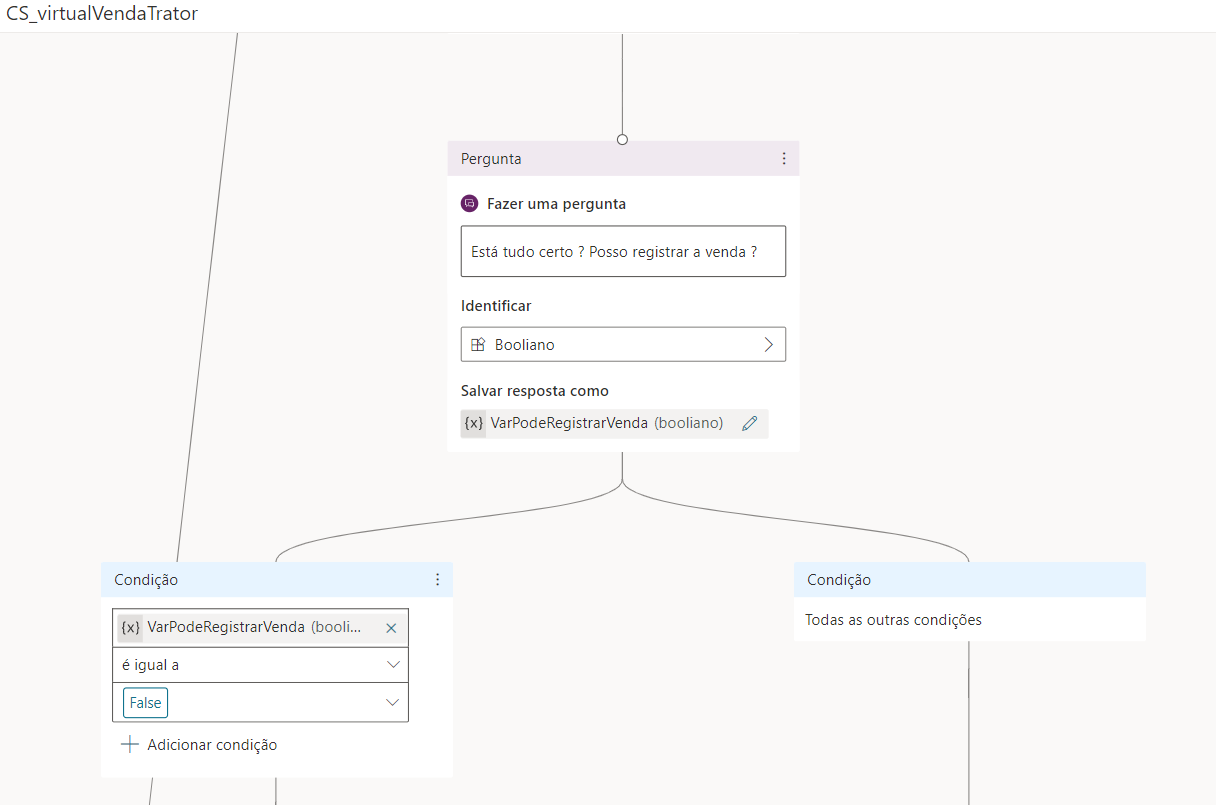 CS_virtualVendaTrator
Pergunta
Fazer uma pergunta
Está tudo certo ? Posso registrar a venda ?
Identificar
Booliano
Salvar resposta como
{x} VarPodeRegistrarVenda (booliano)
Condição
{x} VarPodeRegistrarVenda (booli...
é igual a
False
Adicionar condição
Condição
Todas as outras condições